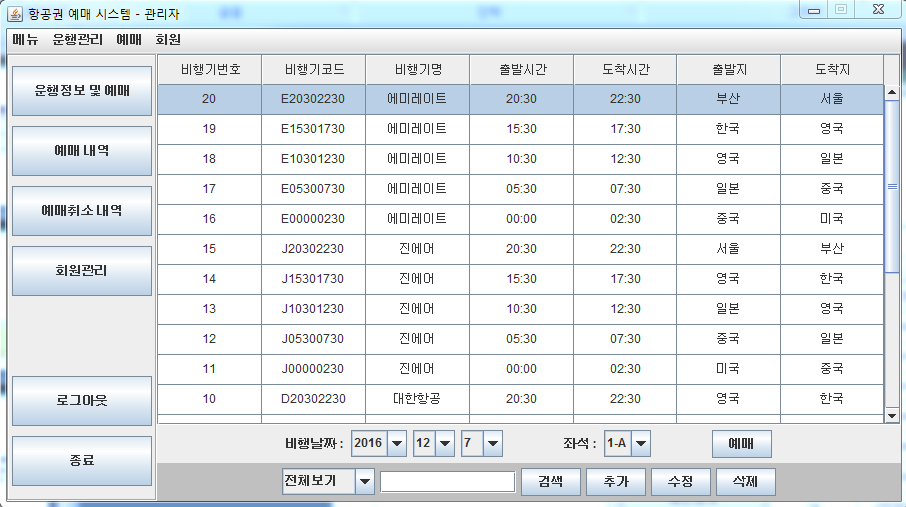 항공권 예매 시스템 - 관리자
메뉴 운행관리 예매 회원
운행정보 및 예매
예매 내역
예매취소 내역
회원관리
로그아웃
종료
비행기번호 비행기코드 비행기명 출발시간 도착시간 출발지 도착지
20 E20302230 에미레이트 20:30 22:30 부산 서울
19 E15301730 에미레이트 15:30 17:30 한국 영국
18 E10301230 에미레이트 10:30 12:30 영국 일본
17 E05300730 에미레이트 05:30 07:30 일본 중국
16 E00000230 에미레이트 00:00 02:30 중국 미국
15 J20302230 진에어 20:30 22:30 서울 부산
14 J15301730 진에어 15:30 17:30 영국 한국
13 J10301230 진에어 10:30 12:30 일본 영국
12 J05300730 진에어 05:30 07:30 중국 일본
11 J00000230 진에어 00:00 02:30 미국 중국
10 D20302230 대한항공 20:30 22:30 영국 한국
비행날짜 : 2016 12 7 좌석 : 1-A 예매
전체보기 검색 추가 수정 삭제